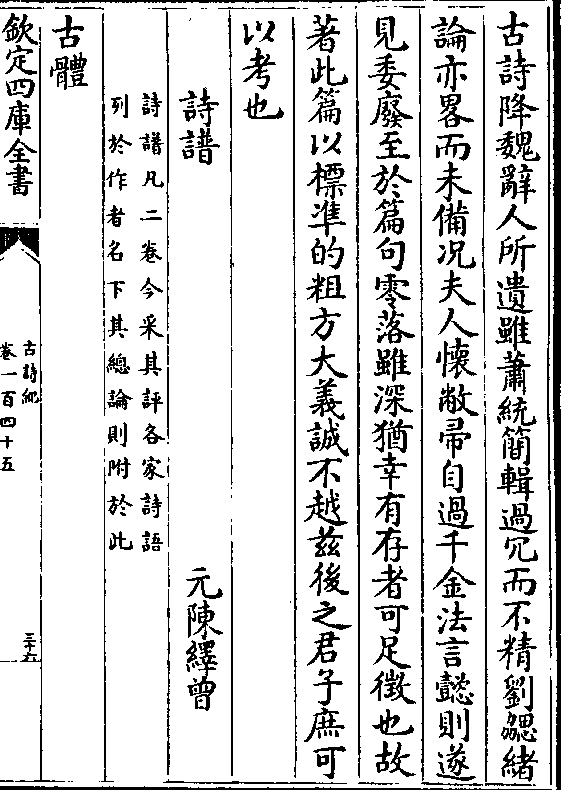 古詩降魏辭人所遺雖蕭統簡輯過冗而不精劉勰緒
論亦畧而未備况夫人懐敝帚自過千金法言懿則遂
見委廢至於篇句零落雖深猶幸有存者可足徴也故
著此篇以標凖的粗方大義誠不越兹後之君子庶可
以考也
詩譜 元陳繹曾
詩譜凡二卷今采其評各家詩語
列於作者名下其總論則附於此
古體
欽定四庫全書
古詩紀
卷一百四十五
三十六